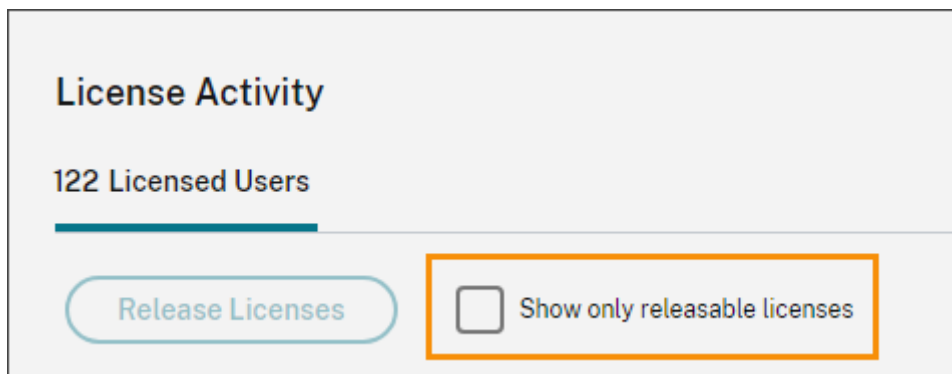 License Activity
122 Licensed Users
Release Licenses
Show only releasable licenses